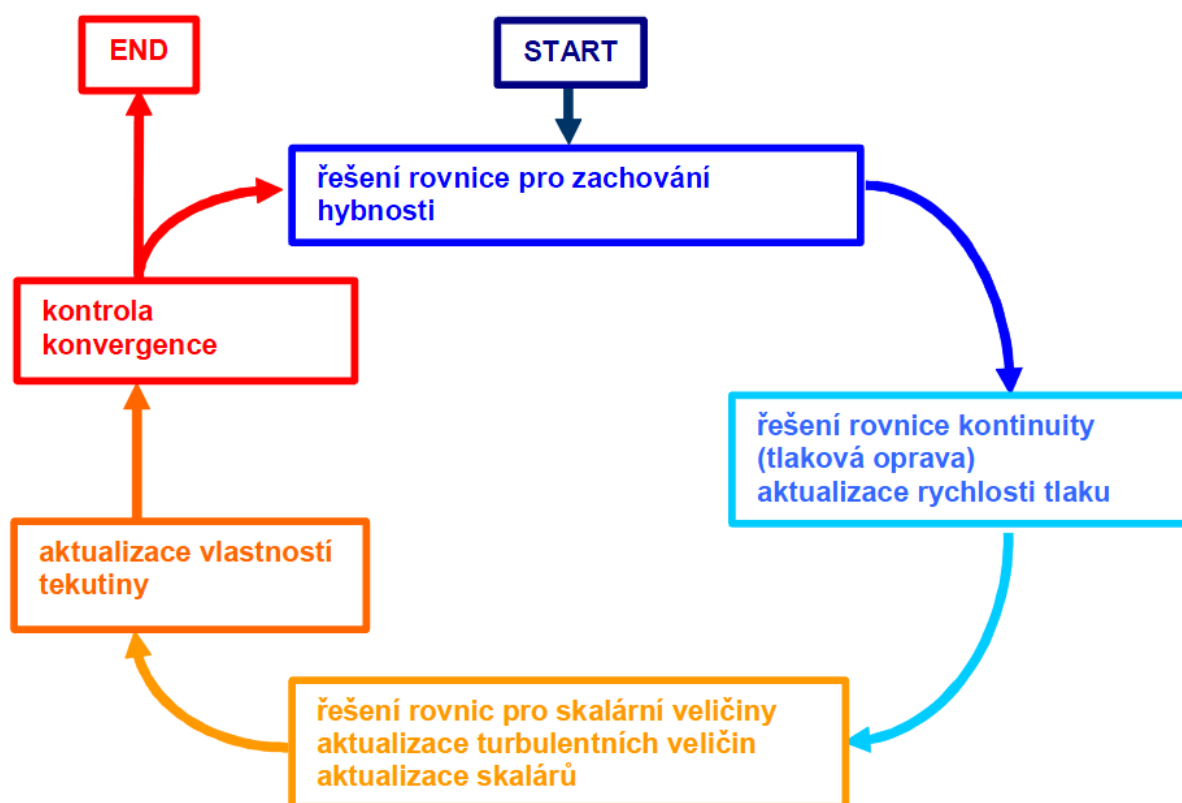 END
START
řešení rovnice pro zachování
hybnosti
kontrola
konvergence
řešení rovnice kontinuity
(tlaková oprava)
aktualizace rychlosti tlaku
aktualizace vlastností
tekutiny
řešení rovnic pro skalární veličiny
aktualizace turbulentních veličin
aktualizace skalárů